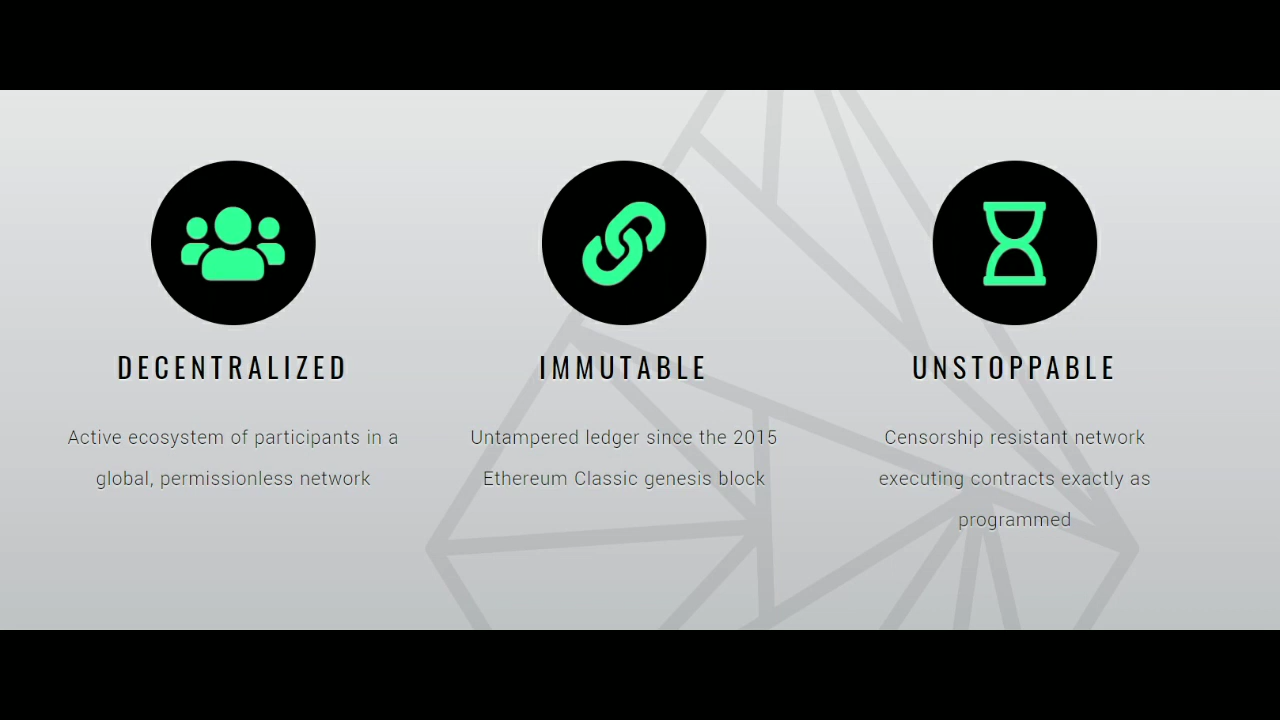 DECENTRALIZED
Active ecosystem of participants in a
global, permissionless network
IMMUTABLE
Untampered ledger since the 2015
Ethereum Classic genesis block
UNSTOPPABLE
Censorship resistant network
executing contracts exactly as
programmed